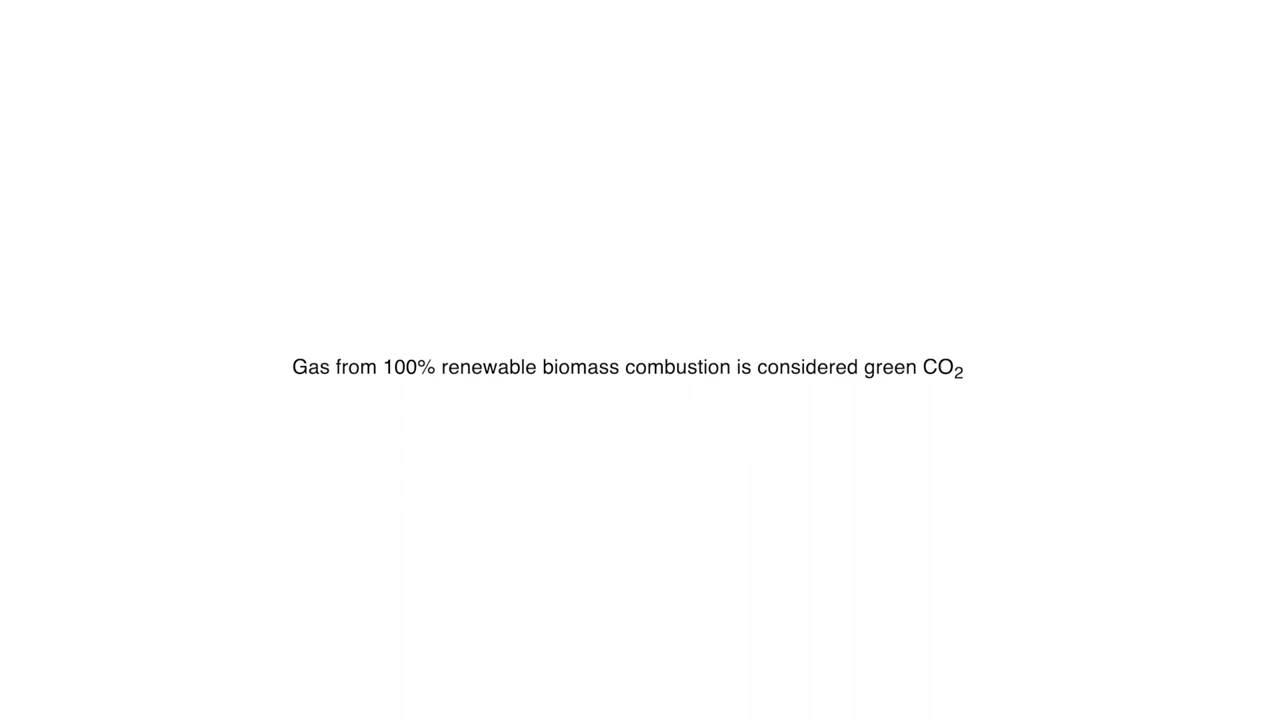 Gas from 100% renewable biomass combustion is considered green CO₂